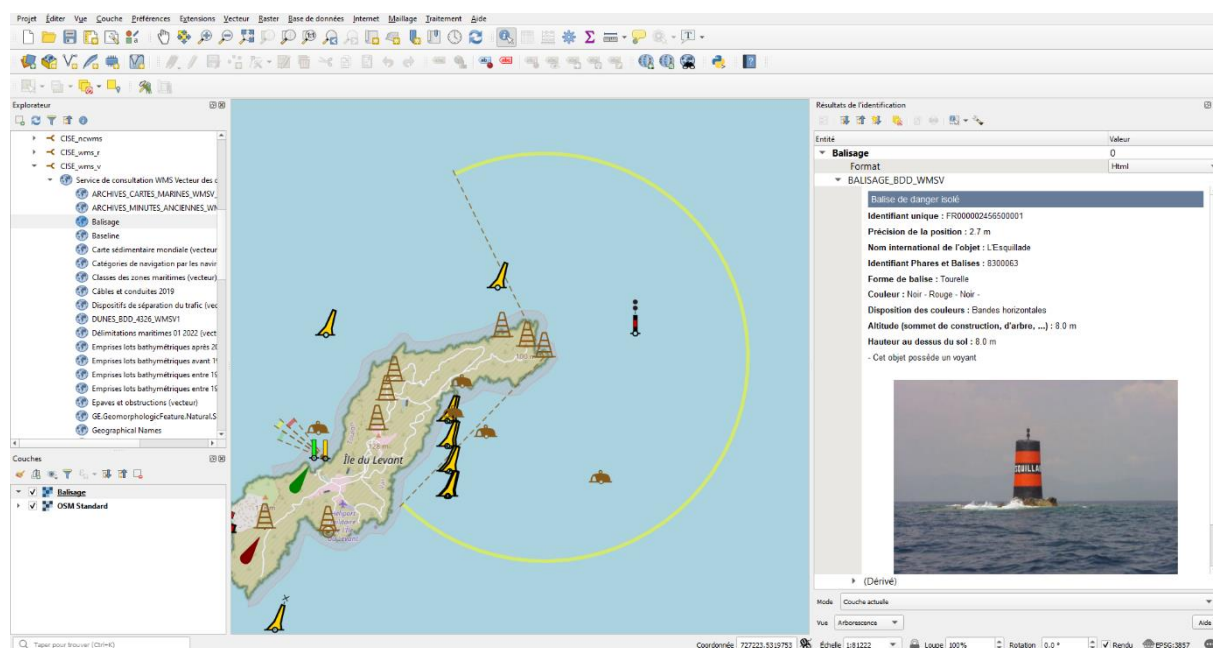 Projet Éditer Vue Couche Préférences Extensions Vecteur Raster Base de données Internet Maillage Traitement Aide
Explorateur
CISE_ncwms
CISE_wms_r
CISE_wms_v
Service de consultation WMS Vecteur des c
ARCHIVES_CARTES_MARINES_WMSV_
ARCHIVES_MINUTES_ANCIENNES_WM
Balisage
Baseline
Carte sédimentaire mondiale (vecteur
Catégories de navigation par les navir
Classes des zones maritimes (vecteur)
Câbles et conduites 2019
Dispositifs de séparation du trafic (vec
DUNES_BDD_4326_WMSV1
Délimitations maritimes 01 2022 (vect
Emprises lots bathymétriques après 20
Emprises lots bathymétriques avant 19
Emprises lots bathymétriques entre 19
Emprises lots bathymétriques entre 19
Epaves et obstructions (vecteur)
GE.GeomorphologicFeature.Natural.S
Geographical Names
Couches
Balisage
OSM Standard
100 m
128 m
Île du Levant
Résultats de l'identification
Entité Valeur
Balisage 0
Format Html
BALISAGE_BDD_WMSV
Balise de danger isolé
Identifiant unique : FR000002456500001
Précision de la position : 2.7 m
Nom international de l'objet : L'Esquillade
Identifiant Phares et Balises : 8300063
Forme de balise : Tourelle
Couleur : Noir - Rouge - Noir -
Disposition des couleurs : Bandes horizontales
Altitude (sommet de construction, d'arbre, ...) : 8.0 m
Hauteur au dessus du sol : 8.0 m
- Cet objet possède un voyant
(Dérivé)
Mode Couche actuelle
Vue Arborescence Aide
Taper pour trouver (Ctrl+K) Coordonnée 727223,5319753 Échelle 1:81222 Loupe 100% Rotation 0.0 ° Rendu EPSG:3857